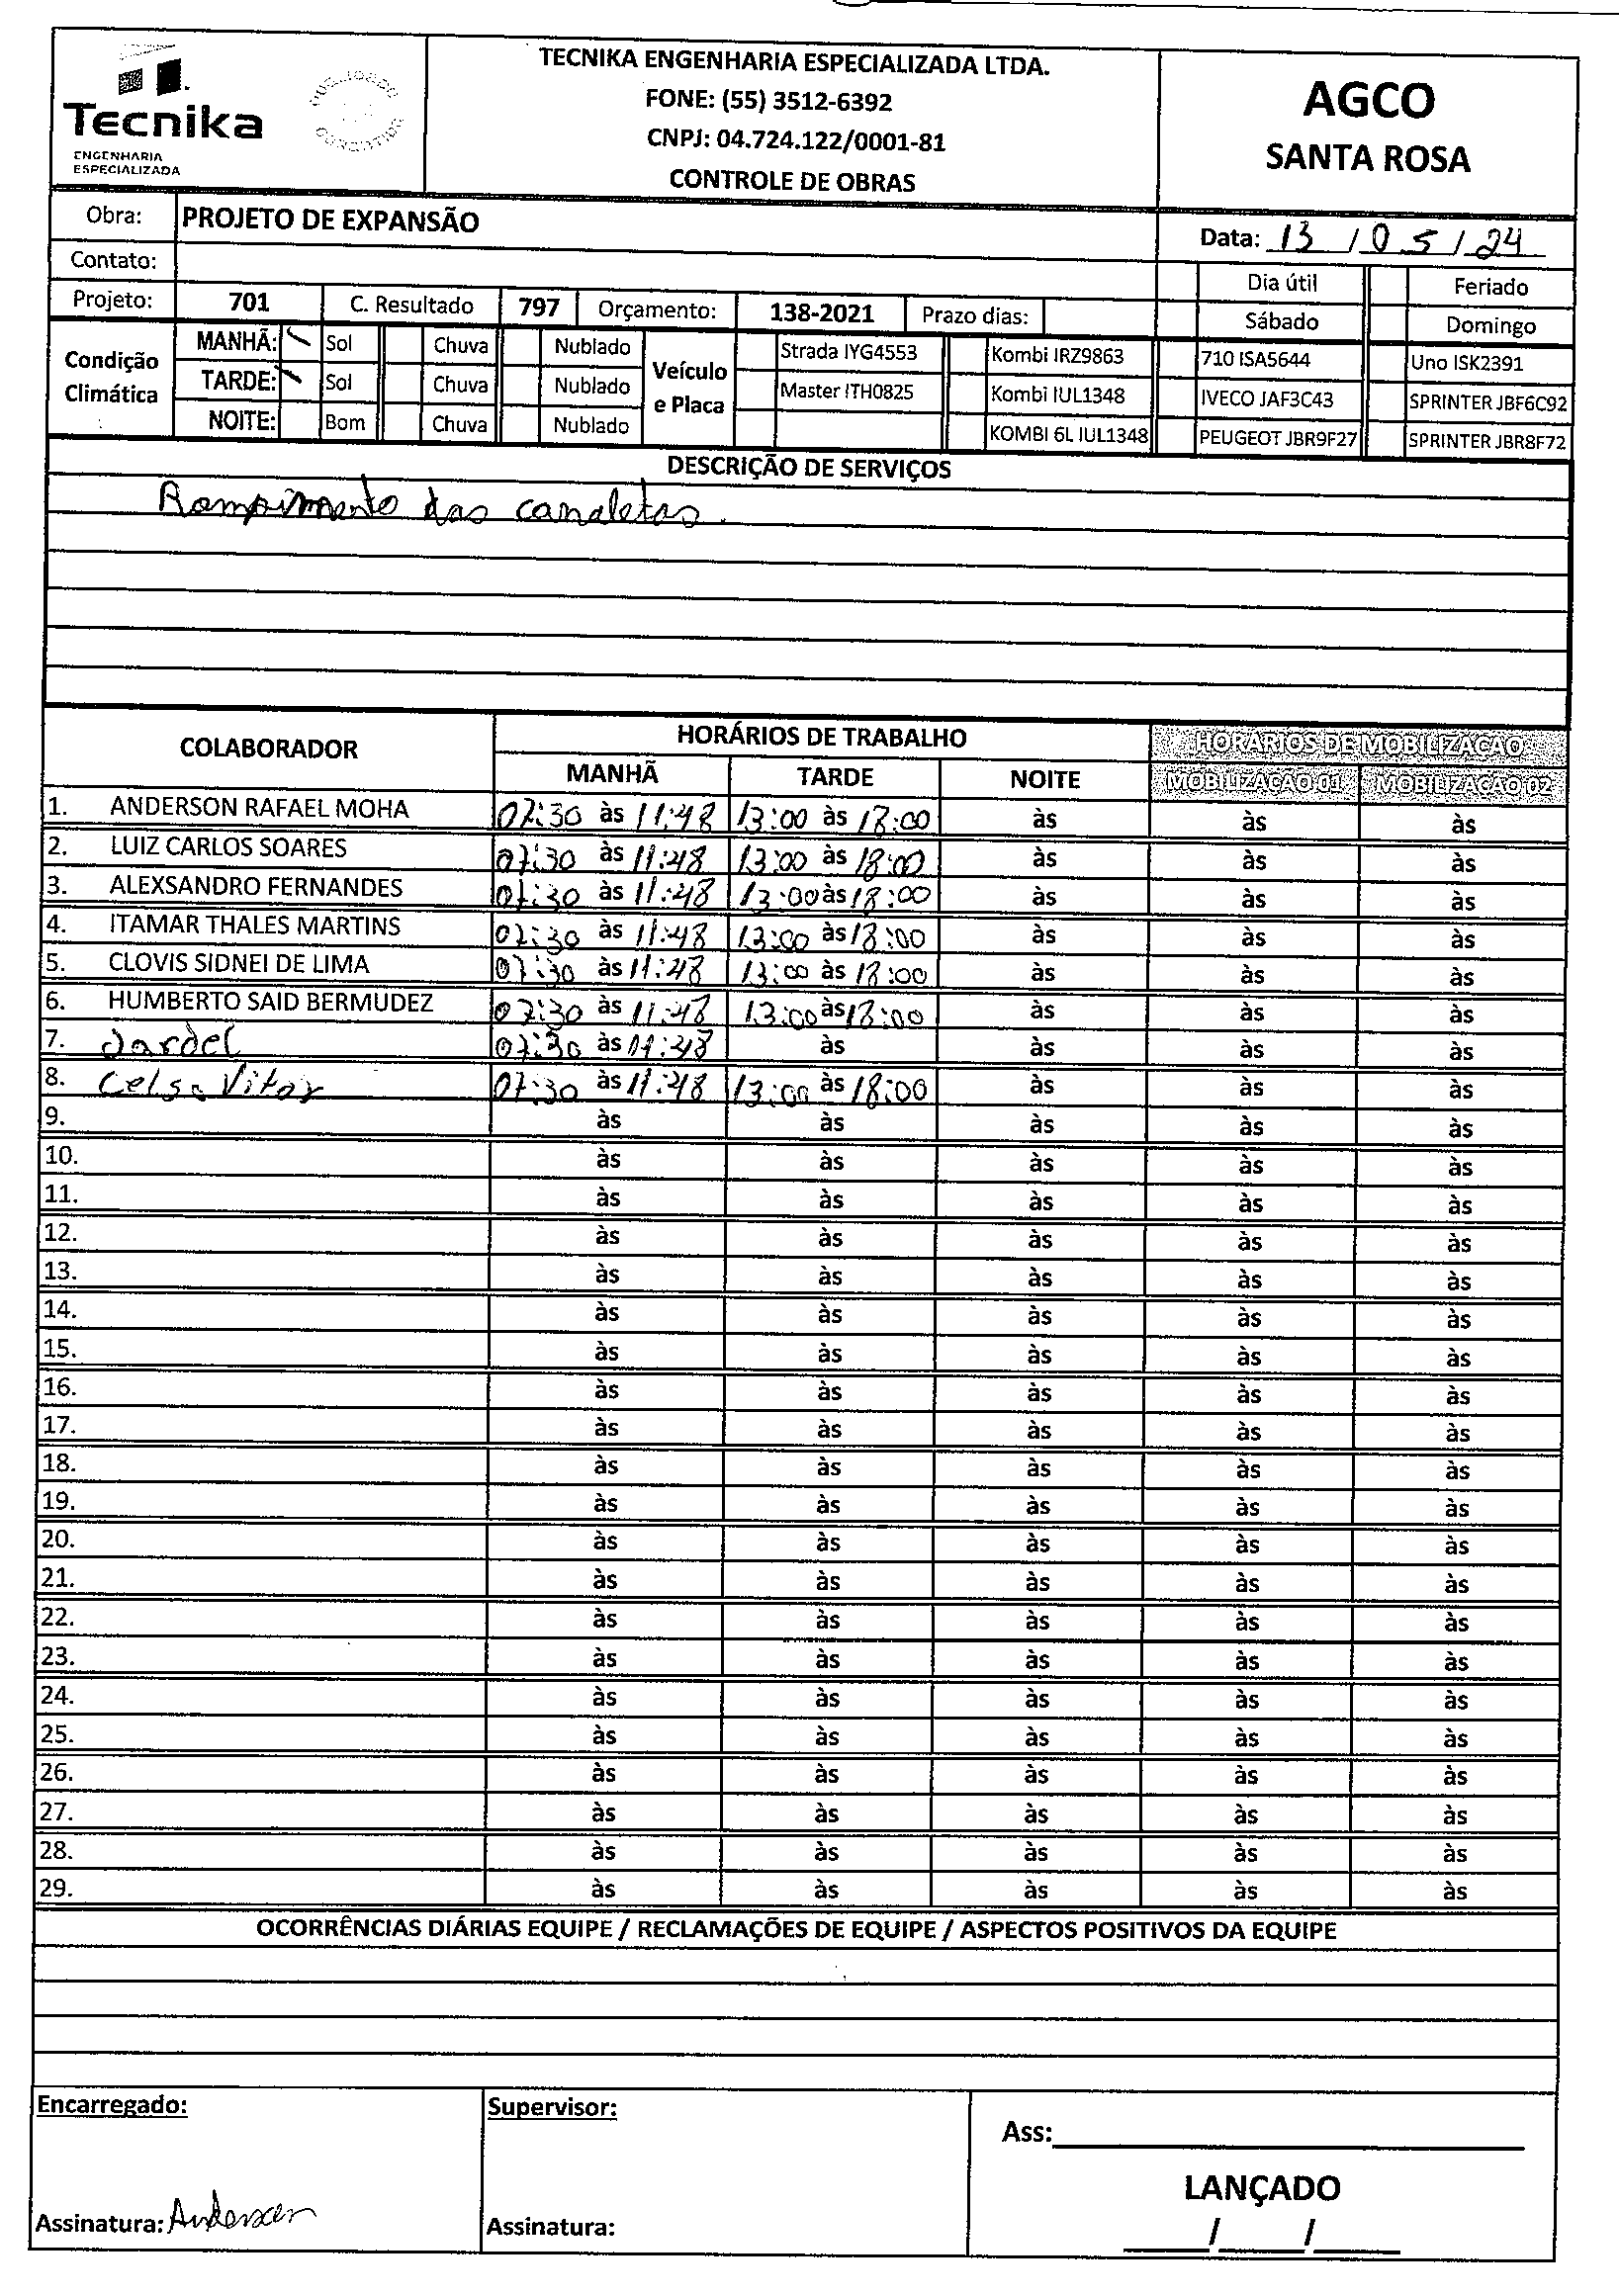 Tecnika
ENGENHARIA
ESPECIALIZADA
TECNIKA ENGENHARIA ESPECIALIZADA LTDA.
FONE: (55) 3512-6392
CNPJ: 04.724.122/0001-81
CONTROLE DE OBRAS
AGCO
SANTA ROSA
Obra: PROJETO DE EXPANSÃO
Data: 13 / 05 / 24
Contato:
Dia útil Feriado
Projeto: 701 C. Resultado 797 Orçamento: 138-2021 Prazo dias:
Sábado Domingo
Condição Climática
MANHÃ: Sol Chuva Nublado
TARDE: Sol Chuva Nublado
NOITE: Bom Chuva Nublado
Veículo e Placa
Strada IYG4553 Kombi IRZ9863 710 ISA5644 Uno ISK2391
Master ITH0825 Kombi IUL1348 IVECO JAF3C43 SPRINTER JBF6C92
KOMBI 6L IUL1348 PEUGEOT JBR9F27 SPRINTER JBR8F72
DESCRIÇÃO DE SERVIÇOS
Rompimento das canaletas.
COLABORADOR HORÁRIOS DE TRABALHO HORARIOS DE MOBILIZACAO
MANHÃ TARDE NOITE MOBILIZACAO 01 MOBILIZACAO 02
1. ANDERSON RAFAEL MOHA 07:30 às 11:48 13:00 às 18:00 às às às
2. LUIZ CARLOS SOARES 07:30 às 11:48 13:00 às 18:00 às às às
3. ALEXSANDRO FERNANDES 07:30 às 11:48 13:00 às 18:00 às às às
4. ITAMAR THALES MARTINS 07:30 às 11:48 13:00 às 18:00 às às às
5. CLOVIS SIDNEI DE LIMA 07:30 às 11:48 13:00 às 18:00 às às às
6. HUMBERTO SAID BERMUDEZ 07:30 às 11:48 13:00 às 18:00 às às às
7. Jardel 07:30 às 11:48 às às às às
8. Celso Vitor 07:30 às 11:48 13:00 às 18:00 às às às
9. às às às às às
10. às às às às às
11. às às às às às
12. às às às às às
13. às às às às às
14. às às às às às
15. às às às às às
16. às às às às às
17. às às às às às
18. às às às às às
19. às às às às às
20. às às às às às
21. às às às às às
22. às às às às às
23. às às às às às
24. às às às às às
25. às às às às às
26. às às às às às
27. às às às às às
28. às às às às às
29. às às às às às
OCORRÊNCIAS DIÁRIAS EQUIPE / RECLAMAÇÕES DE EQUIPE / ASPECTOS POSITIVOS DA EQUIPE
Encarregado:
Assinatura: Anderson
Supervisor:
Assinatura:
Ass:
LANÇADO
/ /